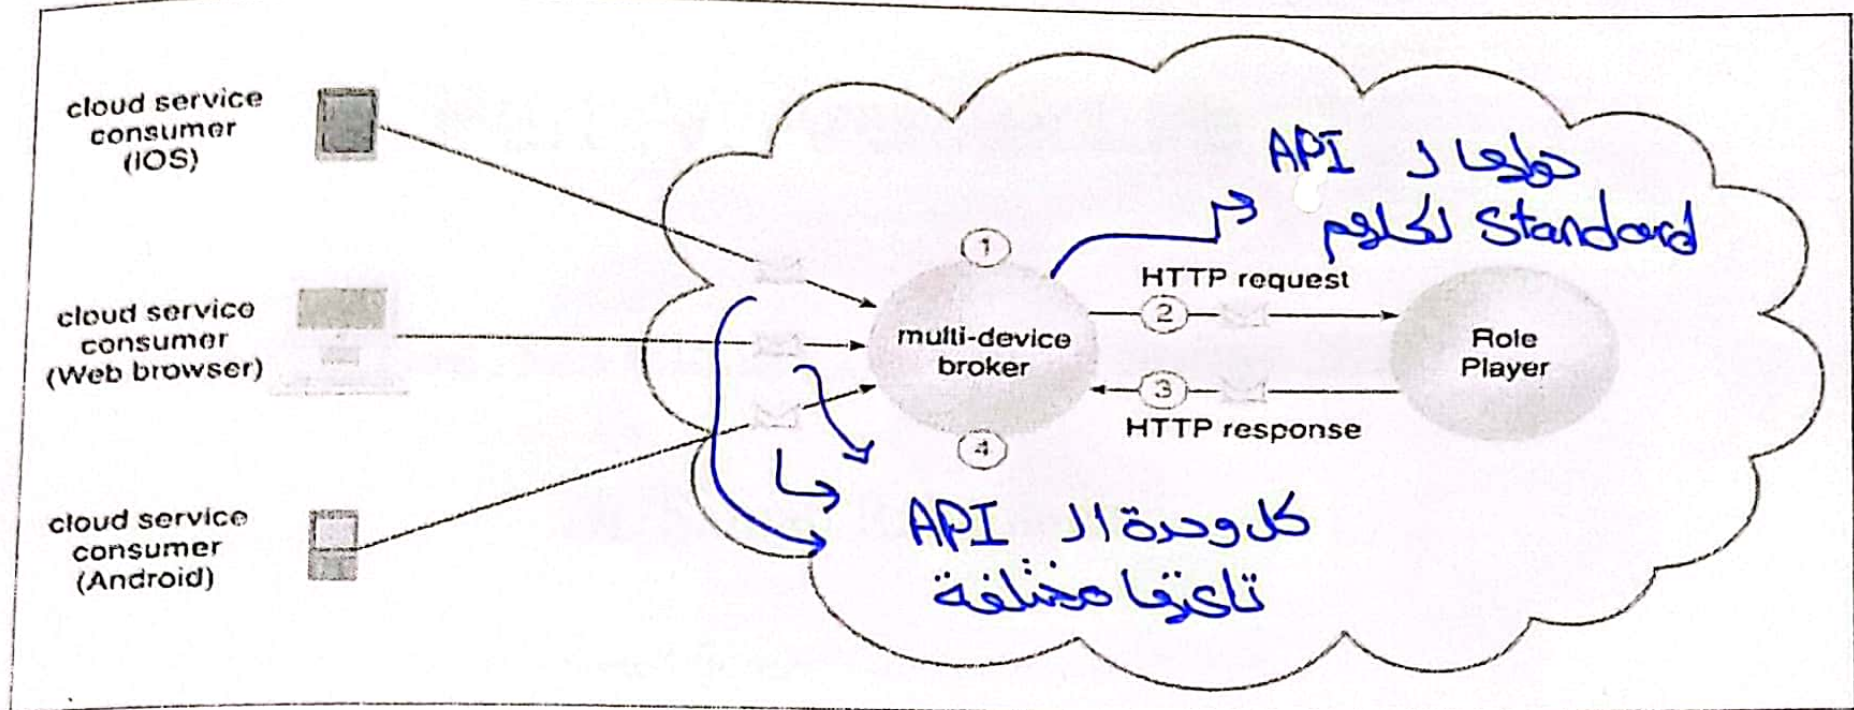 cloud service
consumer
(iOS)
cloud service
consumer
(Web browser)
cloud service
consumer
(Android)
1
multi-device
broker
4
HTTP request
2
3
HTTP response
Role
Player
حولها لـ API
Standard لكلهم
كل وحدة الـ API
تاعتها مختلفة